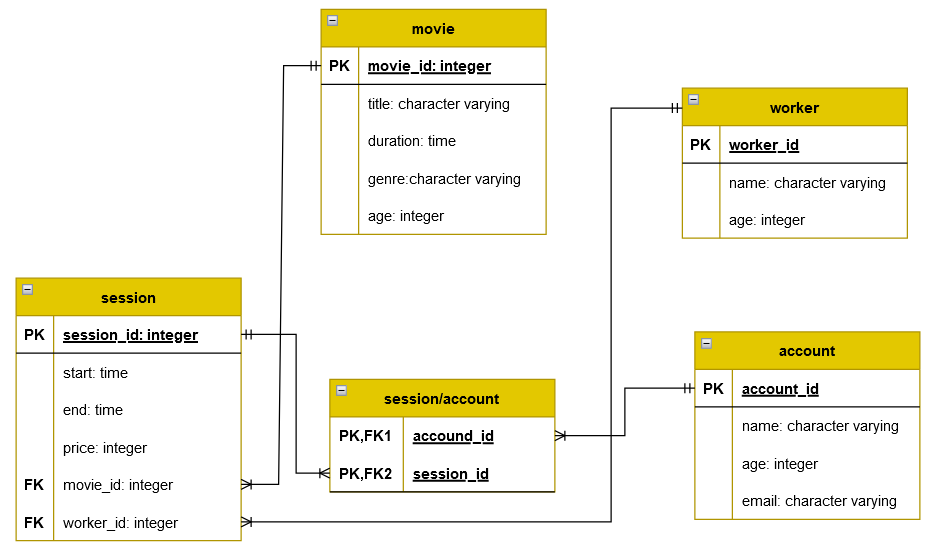 movie
PK movie_id: integer
title: character varying
duration: time
genre:character varying
age: integer
worker
PK worker_id
name: character varying
age: integer
session
PK session_id: integer
start: time
end: time
price: integer
FK movie_id: integer
FK worker_id: integer
session/account
PK,FK1 accound_id
PK,FK2 session_id
account
PK account_id
name: character varying
age: integer
email: character varying